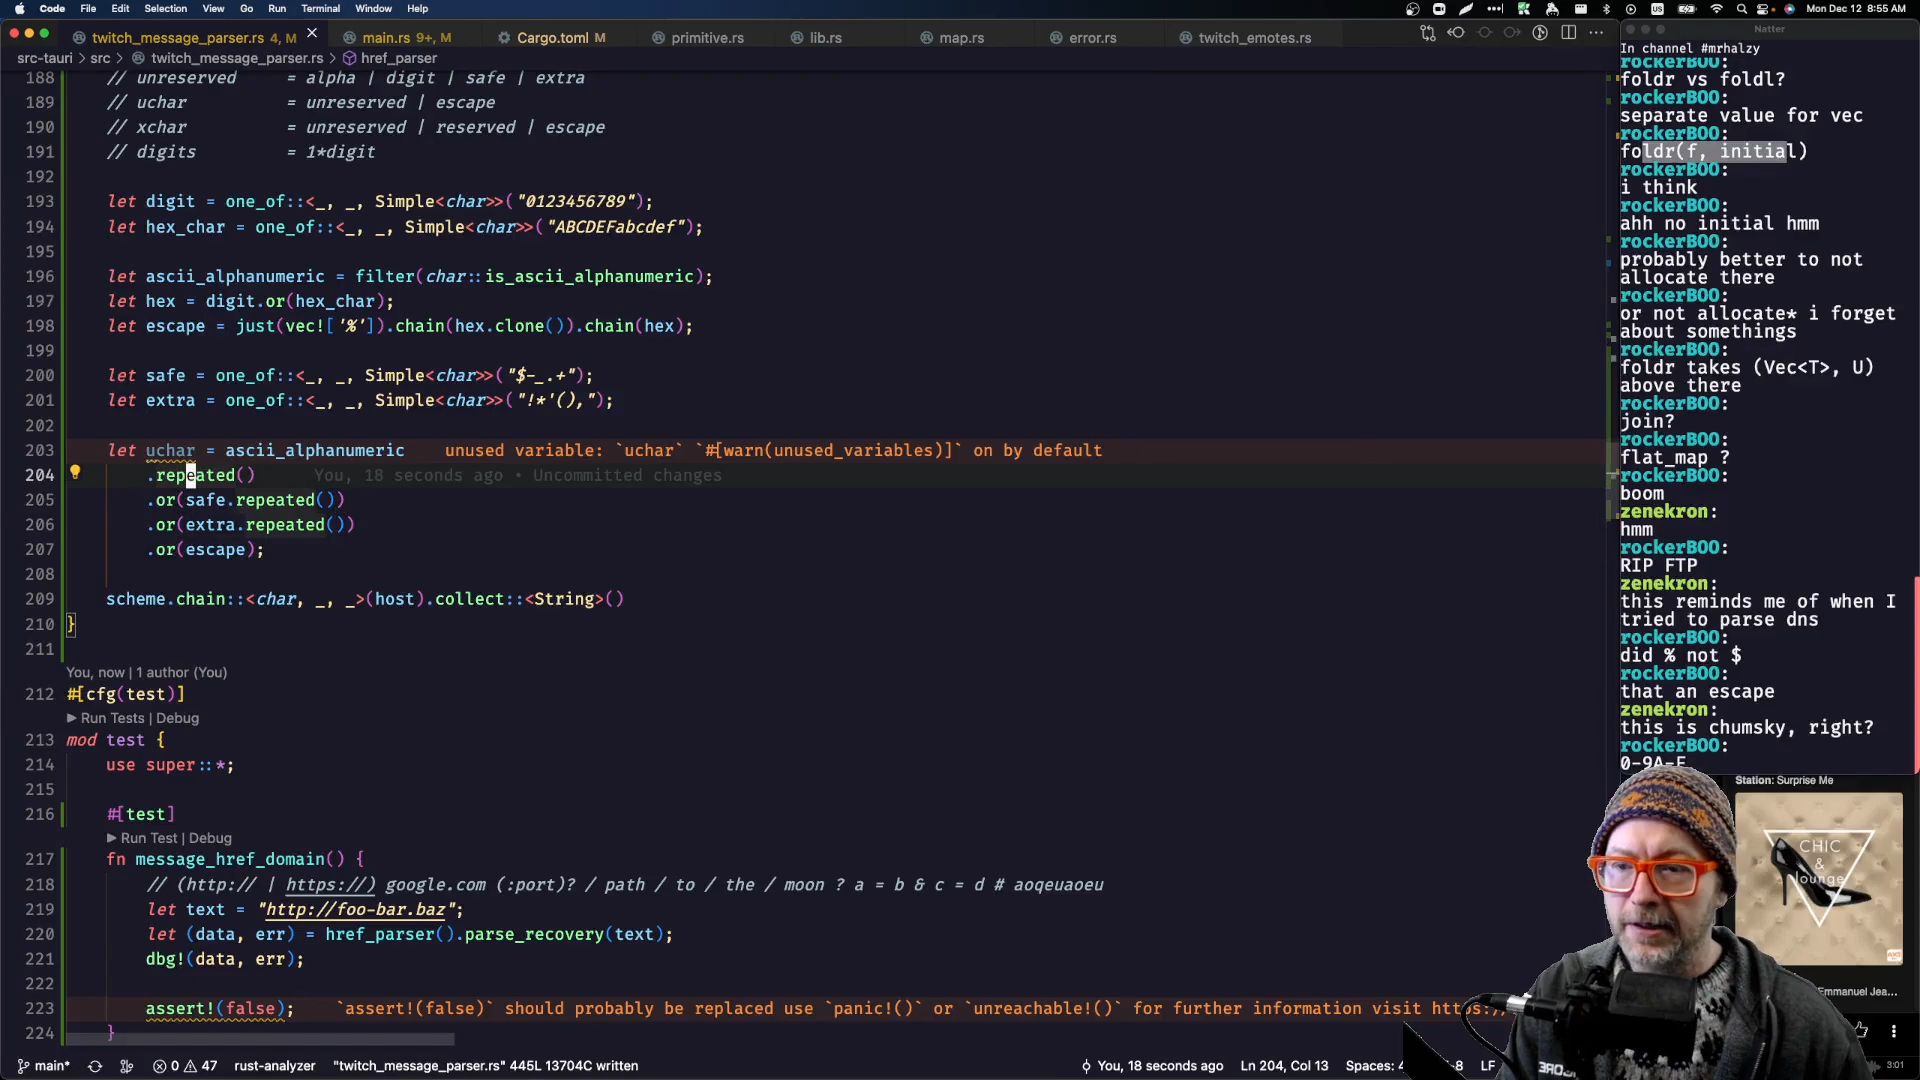 Code File Edit Selection View Go Run Terminal Window Help
US
Mon Dec 12 8:55 AM
twitch_message_parser.rs 4, M
main.rs 9+, M
Cargo.toml M
primitive.rs
lib.rs
map.rs
error.rs
twitch_emotes.rs
src-tauri > src > twitch_message_parser.rs > href_parser
188 // unreserved = alpha | digit | safe | extra
189 // uchar = unreserved | escape
190 // xchar = unreserved | reserved | escape
191 // digits = 1*digit
192
193 let digit = one_of::<_, _, Simple<char>>("0123456789");
194 let hex_char = one_of::<_, _, Simple<char>>("ABCDEFabcdef");
195
196 let ascii_alphanumeric = filter(char::is_ascii_alphanumeric);
197 let hex = digit.or(hex_char);
198 let escape = just(vec!['%']).chain(hex.clone()).chain(hex);
199
200 let safe = one_of::<_, _, Simple<char>>("$-_.+");
201 let extra = one_of::<_, _, Simple<char>>("!*'(),");
202
203 let uchar = ascii_alphanumeric unused variable: `uchar` `#[warn(unused_variables)]` on by default
204 .repeated() You, 18 seconds ago • Uncommitted changes
205 .or(safe.repeated())
206 .or(extra.repeated())
207 .or(escape);
208
209 scheme.chain::<char, _, _>(host).collect::<String>()
210 }
211
You, now | 1 author (You)
212 #[cfg(test)]
▶ Run Tests | Debug
213 mod test {
214 use super::*;
215
216 #[test]
▶ Run Test | Debug
217 fn message_href_domain() {
218 // (http:// | https://) google.com (:port)? / path / to / the / moon ? a = b & c = d # aoqeuaoeu
219 let text = "http://foo-bar.baz";
220 let (data, err) = href_parser().parse_recovery(text);
221 dbg!(data, err);
222
223 assert!(false); `assert!(false)` should probably be replaced use `panic!()` or `unreachable!()` for further information visit https:/
224 }
main* 0 47 rust-analyzer "twitch_message_parser.rs" 445L 13704C written
You, 18 seconds ago Ln 204, Col 13 Spaces: LF
Natter
In channel #mrhalzy
rockerBOO:
foldr vs foldl?
rockerBOO:
separate value for vec
rockerBOO:
foldr(f, initial)
rockerBOO:
i think
rockerBOO:
ahh no initial hmm
rockerBOO:
probably better to not
allocate there
rockerBOO:
or not allocate* i forget
about somethings
rockerBOO:
foldr takes (Vec<T>, U)
above there
rockerBOO:
join?
rockerBOO:
flat_map ?
rockerBOO:
boom
zenekron:
hmm
rockerBOO:
RIP FTP
zenekron:
this reminds me of when I
tried to parse dns
rockerBOO:
did % not $
rockerBOO:
that an escape
zenekron:
this is chumsky, right?
rockerBOO:
0-9A-F
Station: Surprise Me
CHIC
&
lounge
Emmanuel Jea...
3:01